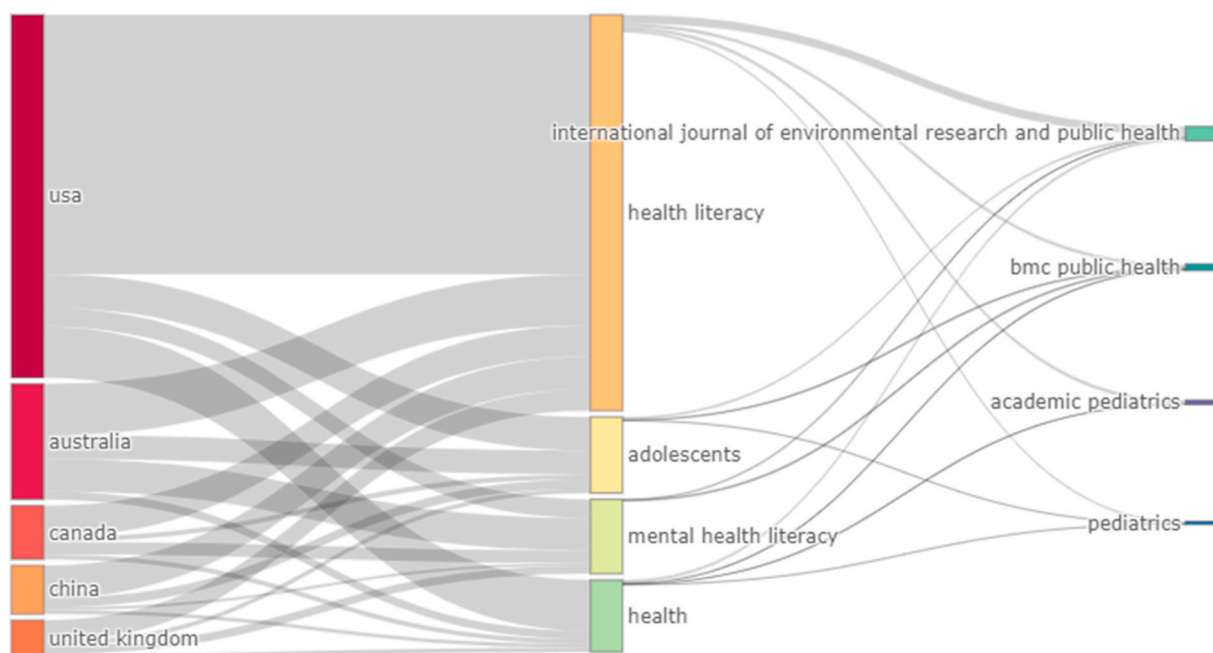 usa
australia
canada
china
united kingdom
health literacy
adolescents
mental health literacy
health
international journal of environmental research and public health
bmc public health
academic pediatrics
pediatrics